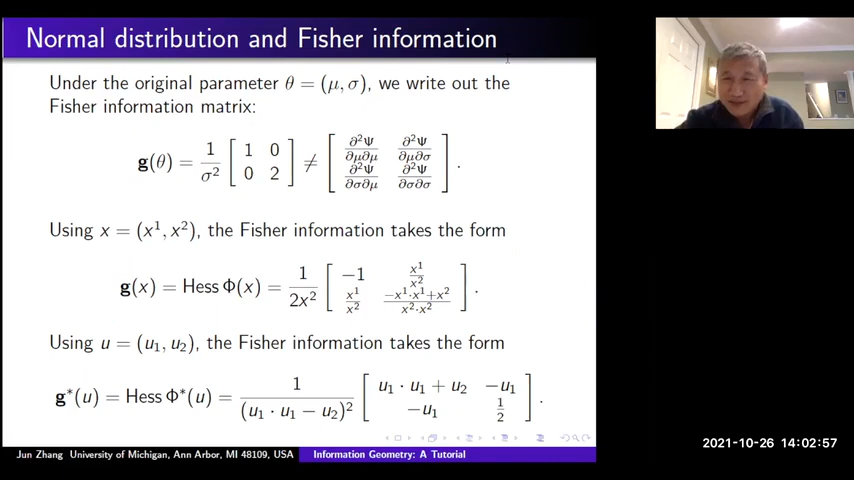 Normal distribution and Fisher information
Under the original parameter θ = (μ, σ), we write out the
Fisher information matrix:
g(θ) = 1/σ² [ 1 0 ; 0 2 ] ≠ [ ∂²Ψ/∂μ∂μ ∂²Ψ/∂μ∂σ ; ∂²Ψ/∂σ∂μ ∂²Ψ/∂σ∂σ ] .
Using x = (x¹, x²), the Fisher information takes the form
g(x) = Hess Φ(x) = 1/2x² [ −1 x¹/x² ; x¹/x² −x¹·x¹+x²/x²·x² ] .
Using u = (u₁, u₂), the Fisher information takes the form
g*(u) = Hess Φ*(u) = 1/(u₁ · u₁ − u₂)² [ u₁ · u₁ + u₂ −u₁ ; −u₁ 1/2 ] .
2021-10-26 14:02:57
Jun Zhang University of Michigan, Ann Arbor, MI 48109, USA Information Geometry: A Tutorial